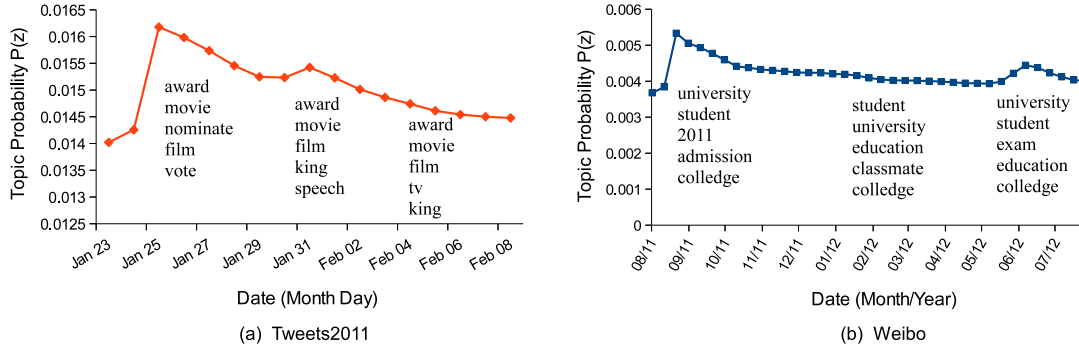 Topic Probability P(z)
0.0165
0.016
0.0155
0.015
0.0145
0.014
0.0135
0.013
0.0125
award
movie
nominate
film
vote
award
movie
film
king
speech
award
movie
film
tv
king
Jan 23
Jan 25
Jan 27
Jan 29
Jan 31
Feb 02
Feb 04
Feb 06
Feb 08
Date (Month Day)
(a) Tweets2011
Topic Probability P(z)
0.006
0.005
0.004
0.003
0.002
0.001
0
university
student
2011
admission
colledge
student
university
education
classmate
colledge
university
student
exam
education
colledge
08/11
09/11
10/11
11/11
12/11
01/12
02/12
03/12
04/12
05/12
06/12
07/12
Date (Month/Year)
(b) Weibo